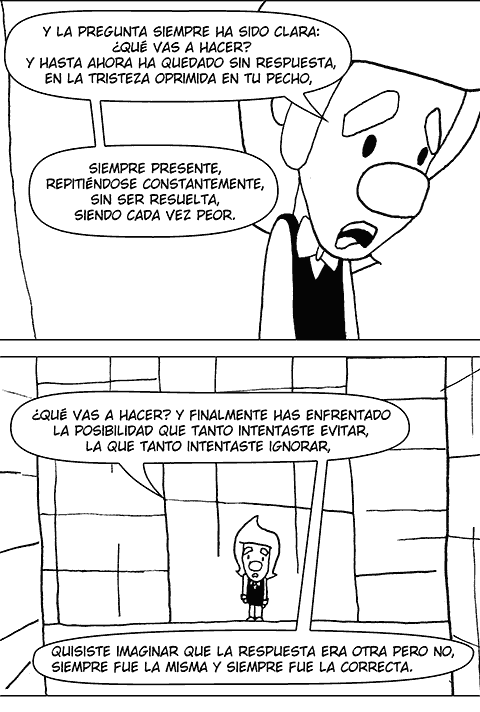 Y LA PREGUNTA SIEMPRE HA SIDO CLARA:
¿QUÉ VAS A HACER?
Y HASTA AHORA HA QUEDADO SIN RESPUESTA,
EN LA TRISTEZA OPRIMIDA EN TU PECHO,
SIEMPRE PRESENTE,
REPITIÉNDOSE CONSTANTEMENTE,
SIN SER RESUELTA,
SIENDO CADA VEZ PEOR.
¿QUÉ VAS A HACER? Y FINALMENTE HAS ENFRENTADO
LA POSIBILIDAD QUE TANTO INTENTASTE EVITAR,
LA QUE TANTO INTENTASTE IGNORAR,
QUISISTE IMAGINAR QUE LA RESPUESTA ERA OTRA PERO NO,
SIEMPRE FUE LA MISMA Y SIEMPRE FUE LA CORRECTA.